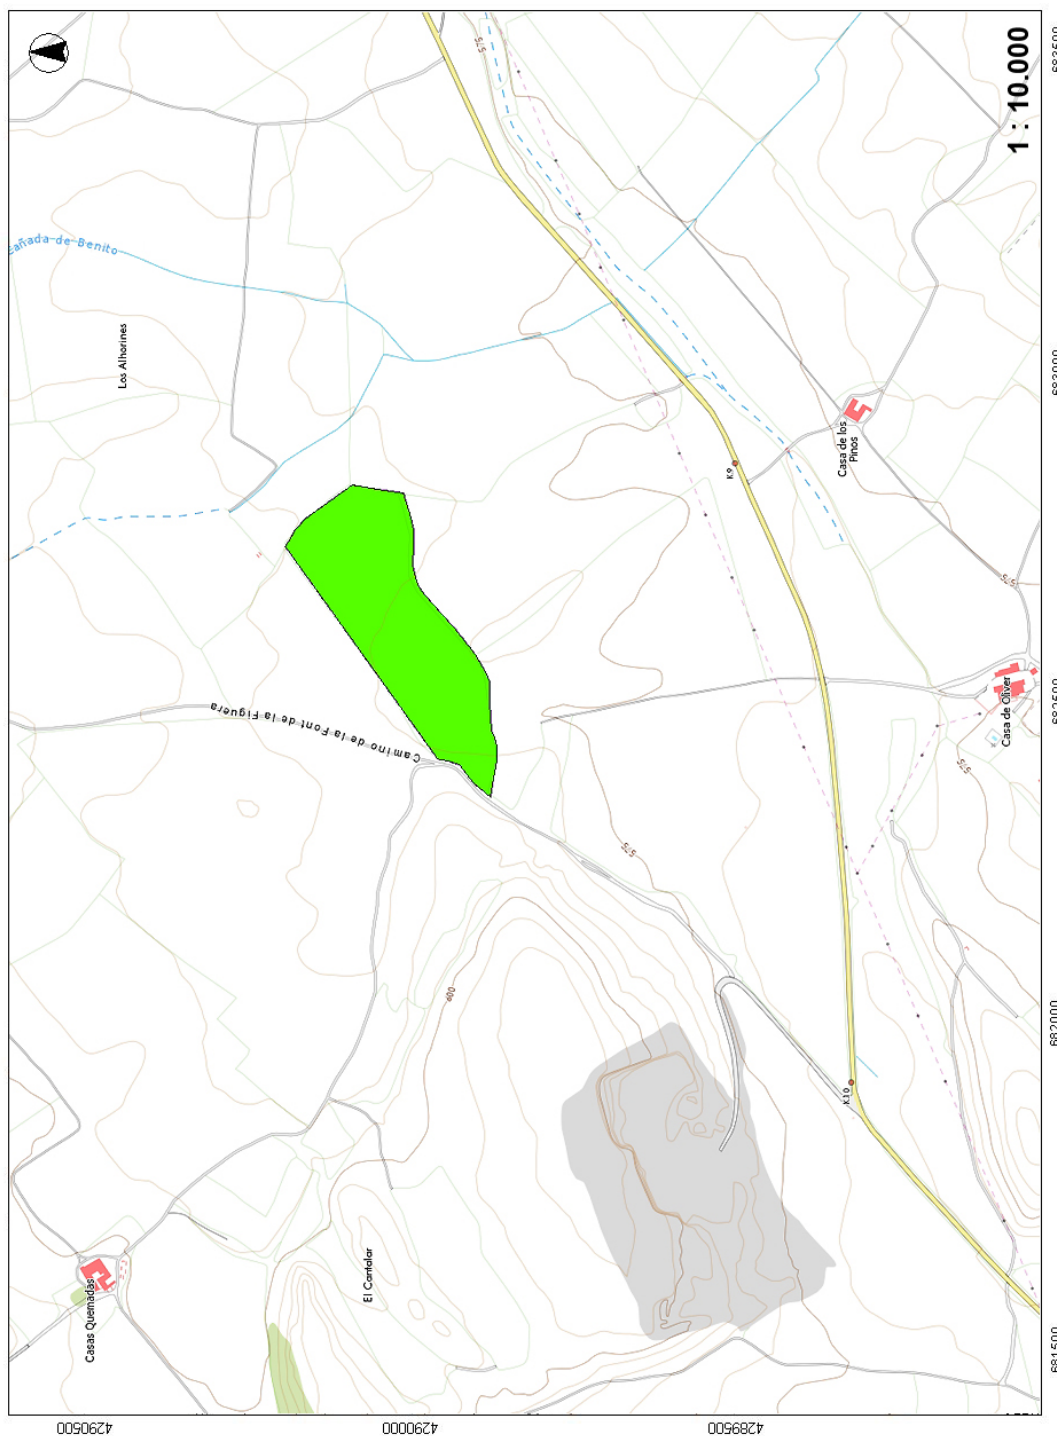 1 : 10.000
575
683500
Cañada de Benito
Los Alhorines
683000
K9
Casa de los
Pinos
575
Camino de la Font de la Figuera
682500
Casa de Oliver
575
575
600
682000
K10
El Cantalar
Casas Quemadas
681500
4290500
4290000
4289500